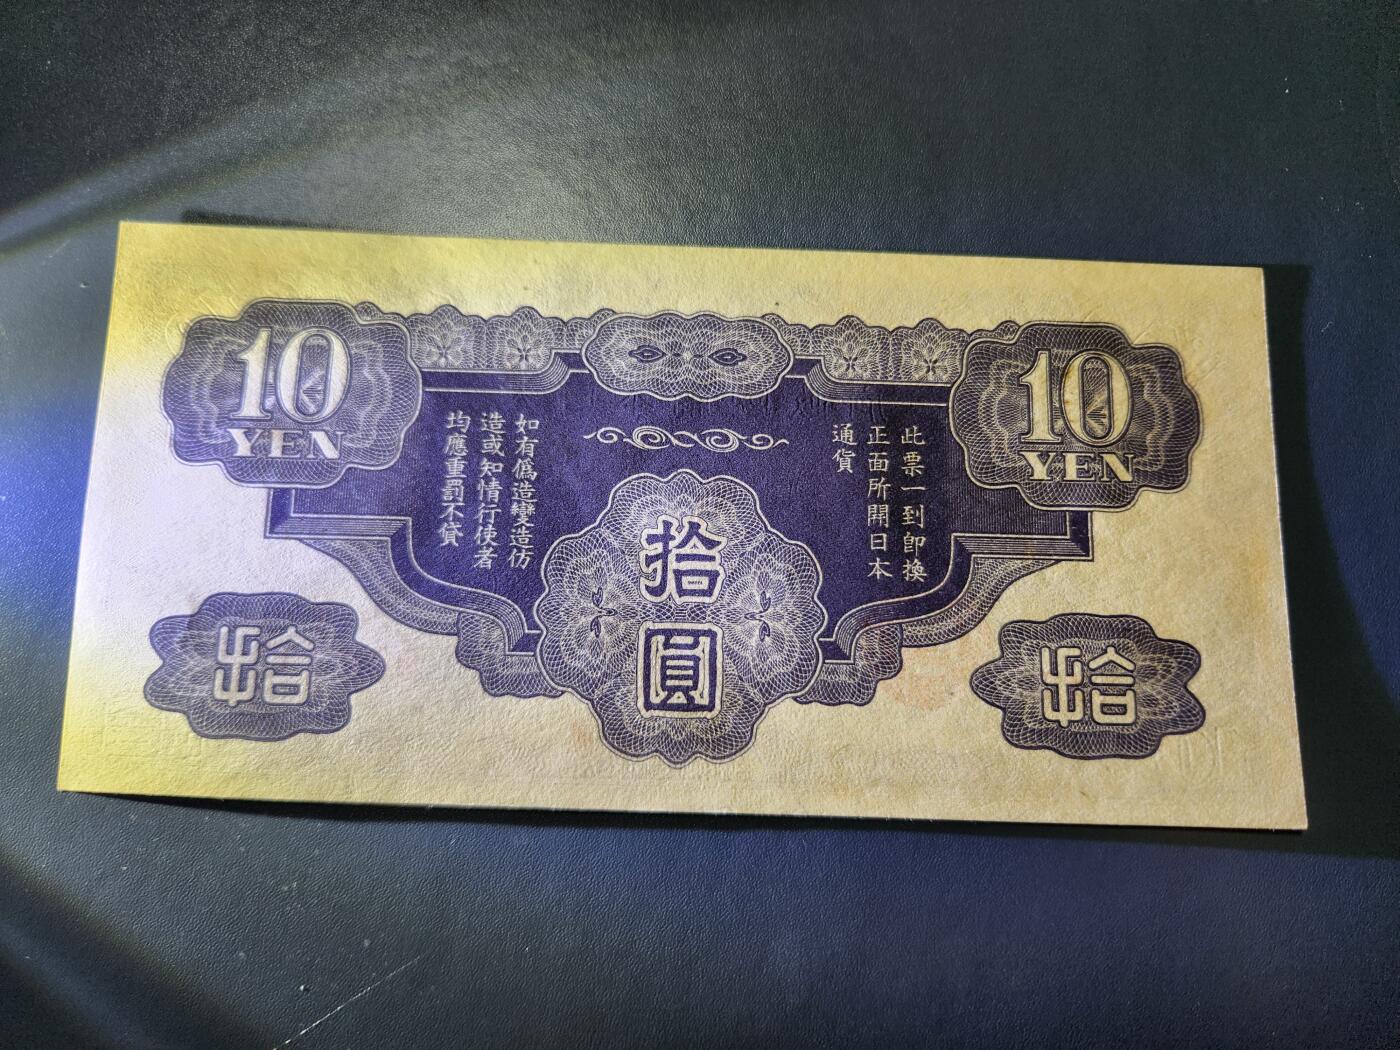 10
YEN
10
YEN
此票一到卽換
正面所開日本
通貨
如有僞造變造仿
造或知情行使者
均應重罰不貸
拾
圓
拾
拾